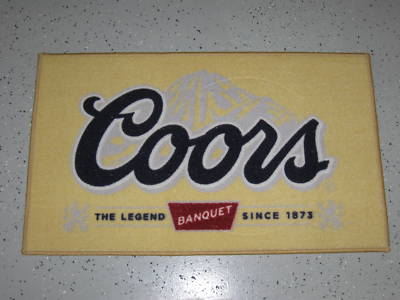 Coors
THE LEGEND BANQUET SINCE 1873